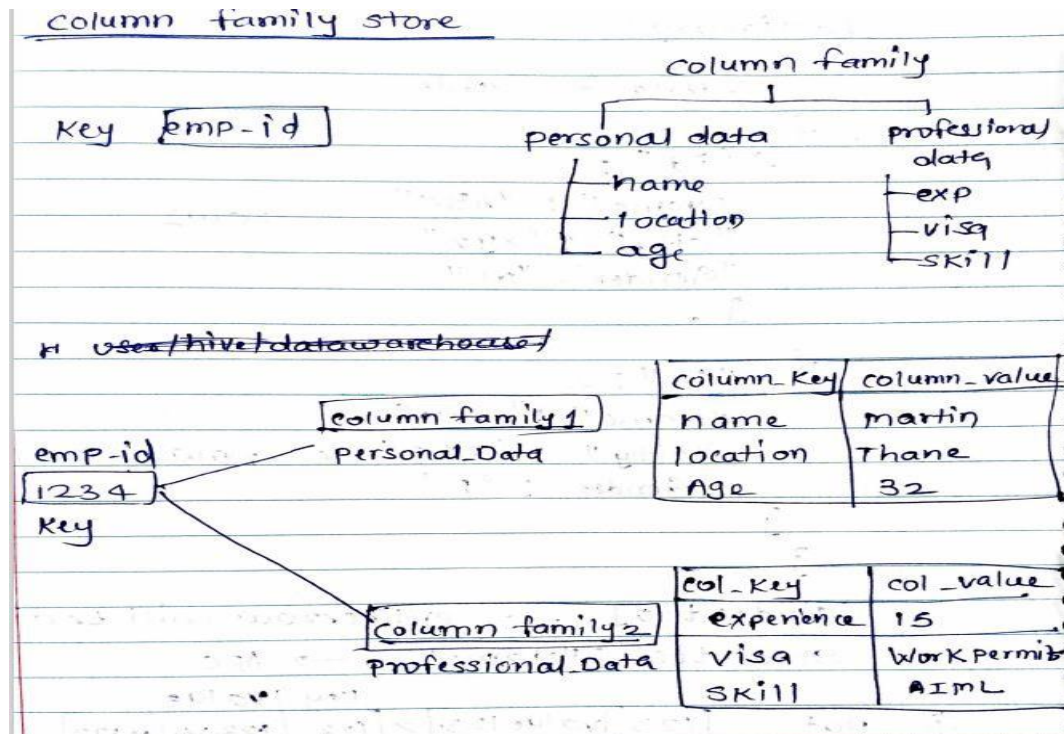 column family store
column family
Key emp-id
personal data
name
location
age
professional data
exp
visa
skill
user/hive/datawarehouse/
column_Key column_value
name martin
location Thane
Age 32
column family 1
personal_Data
emp-id
1234
Key
col_Key col_value
experience 15
visa Work permit
skill AIML
column family 2
professional_Data